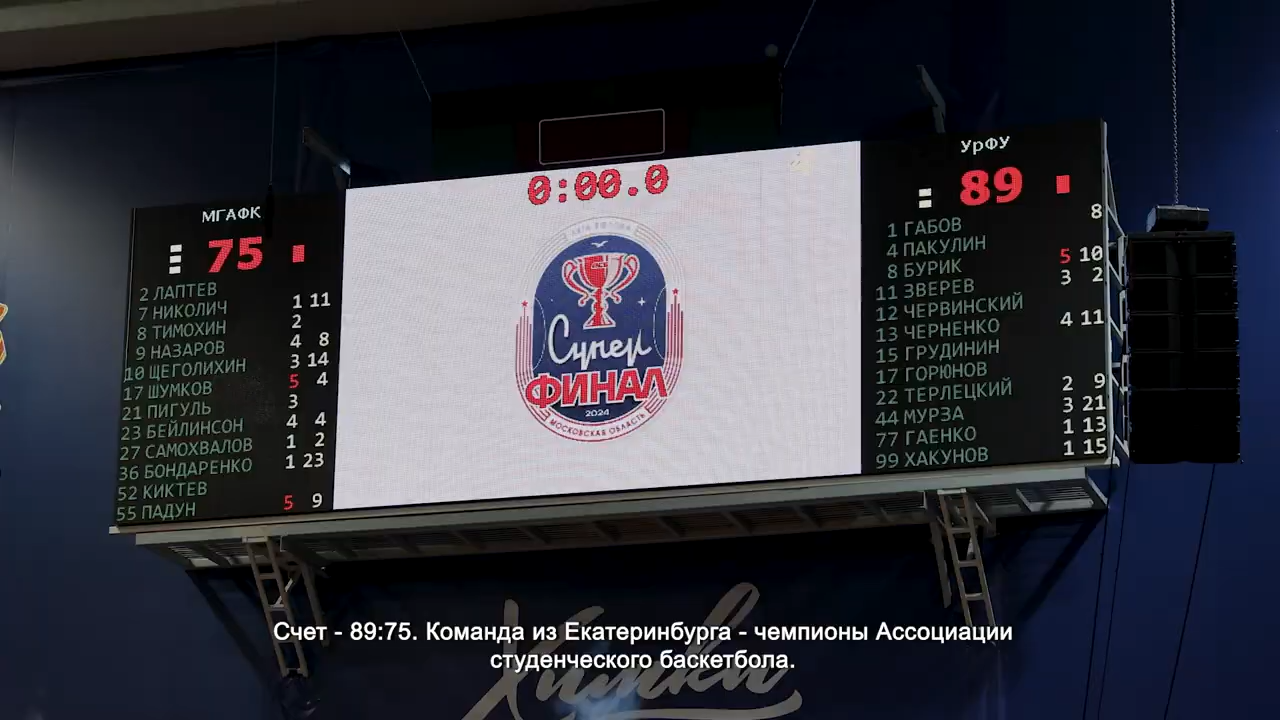 МГАФК
75
2 ЛАПТЕВ
7 НИКОЛИЧ 1 11
8 ТИМОХИН 2
9 НАЗАРОВ 4 8
10 ЩЕГОЛИХИН 3 14
17 ШУМКОВ 5 4
21 ПИГУЛЬ 3
23 БЕЙЛИНСОН 4 4
27 САМОХВАЛОВ 1 2
36 БОНДАРЕНКО 1 23
52 КИКТЕВ
55 ПАДУН 5 9
0:00.0
Супер
ФИНАЛ
2024
МОСКОВСКАЯ ОБЛАСТЬ
УрФУ
89
1 ГАБОВ 8
4 ПАКУЛИН
8 БУРИК 5 10
11 ЗВЕРЕВ 3 2
12 ЧЕРВИНСКИЙ
13 ЧЕРНЕНКО 4 11
15 ГРУДИНИН
17 ГОРЮНОВ
22 ТЕРЛЕЦКИЙ 2 9
44 МУРЗА 3 21
77 ГАЕНКО 1 13
99 ХАКУНОВ 1 15
Химки
Счет - 89:75. Команда из Екатеринбурга - чемпионы Ассоциации
студенческого баскетбола.